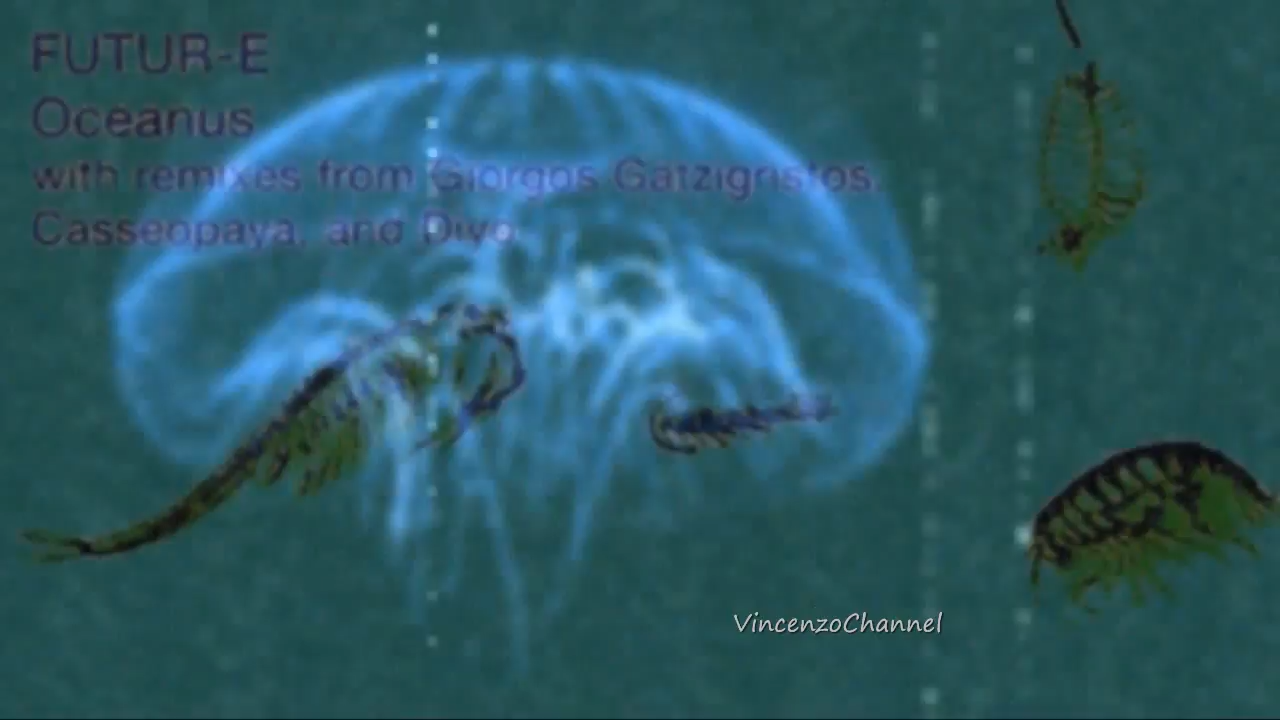 FUTUR-E
Oceanus
with remixes from Giorgos Gatzigristos,
Casseopaya, and Divo
VincenzoChannel